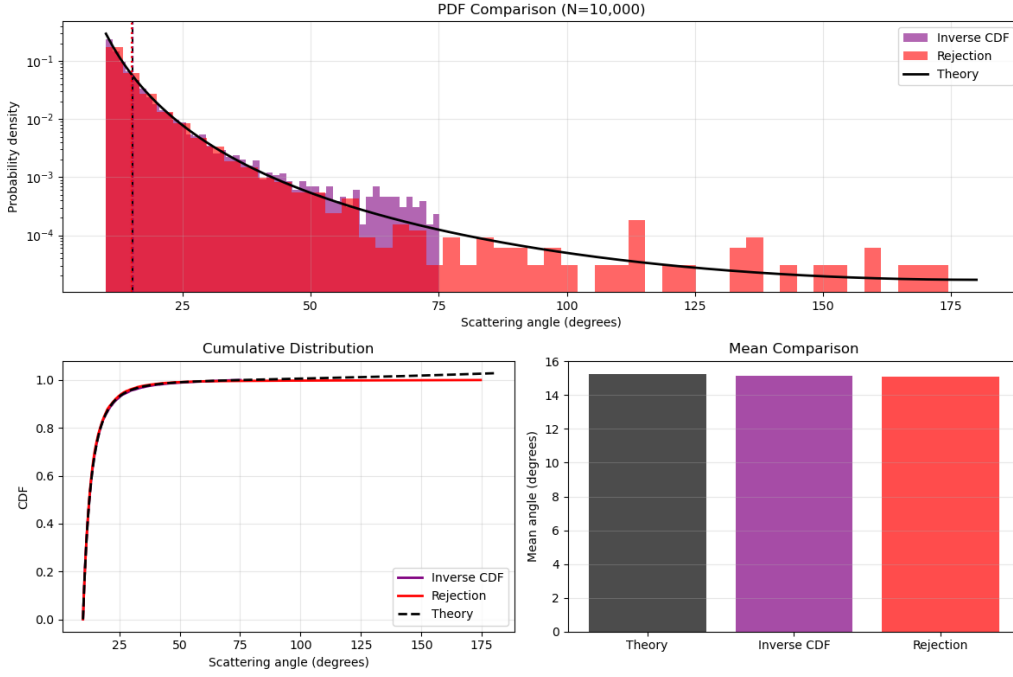 PDF Comparison (N=10,000)
Probability density
10⁻¹
10⁻²
10⁻³
10⁻⁴
Inverse CDF
Rejection
Theory
25 50 75 100 125 150 175
Scattering angle (degrees)
Cumulative Distribution
CDF
1.0
0.8
0.6
0.4
0.2
0.0
Inverse CDF
Rejection
Theory
25 50 75 100 125 150 175
Scattering angle (degrees)
Mean Comparison
Mean angle (degrees)
16
14
12
10
8
6
4
2
0
Theory Inverse CDF Rejection